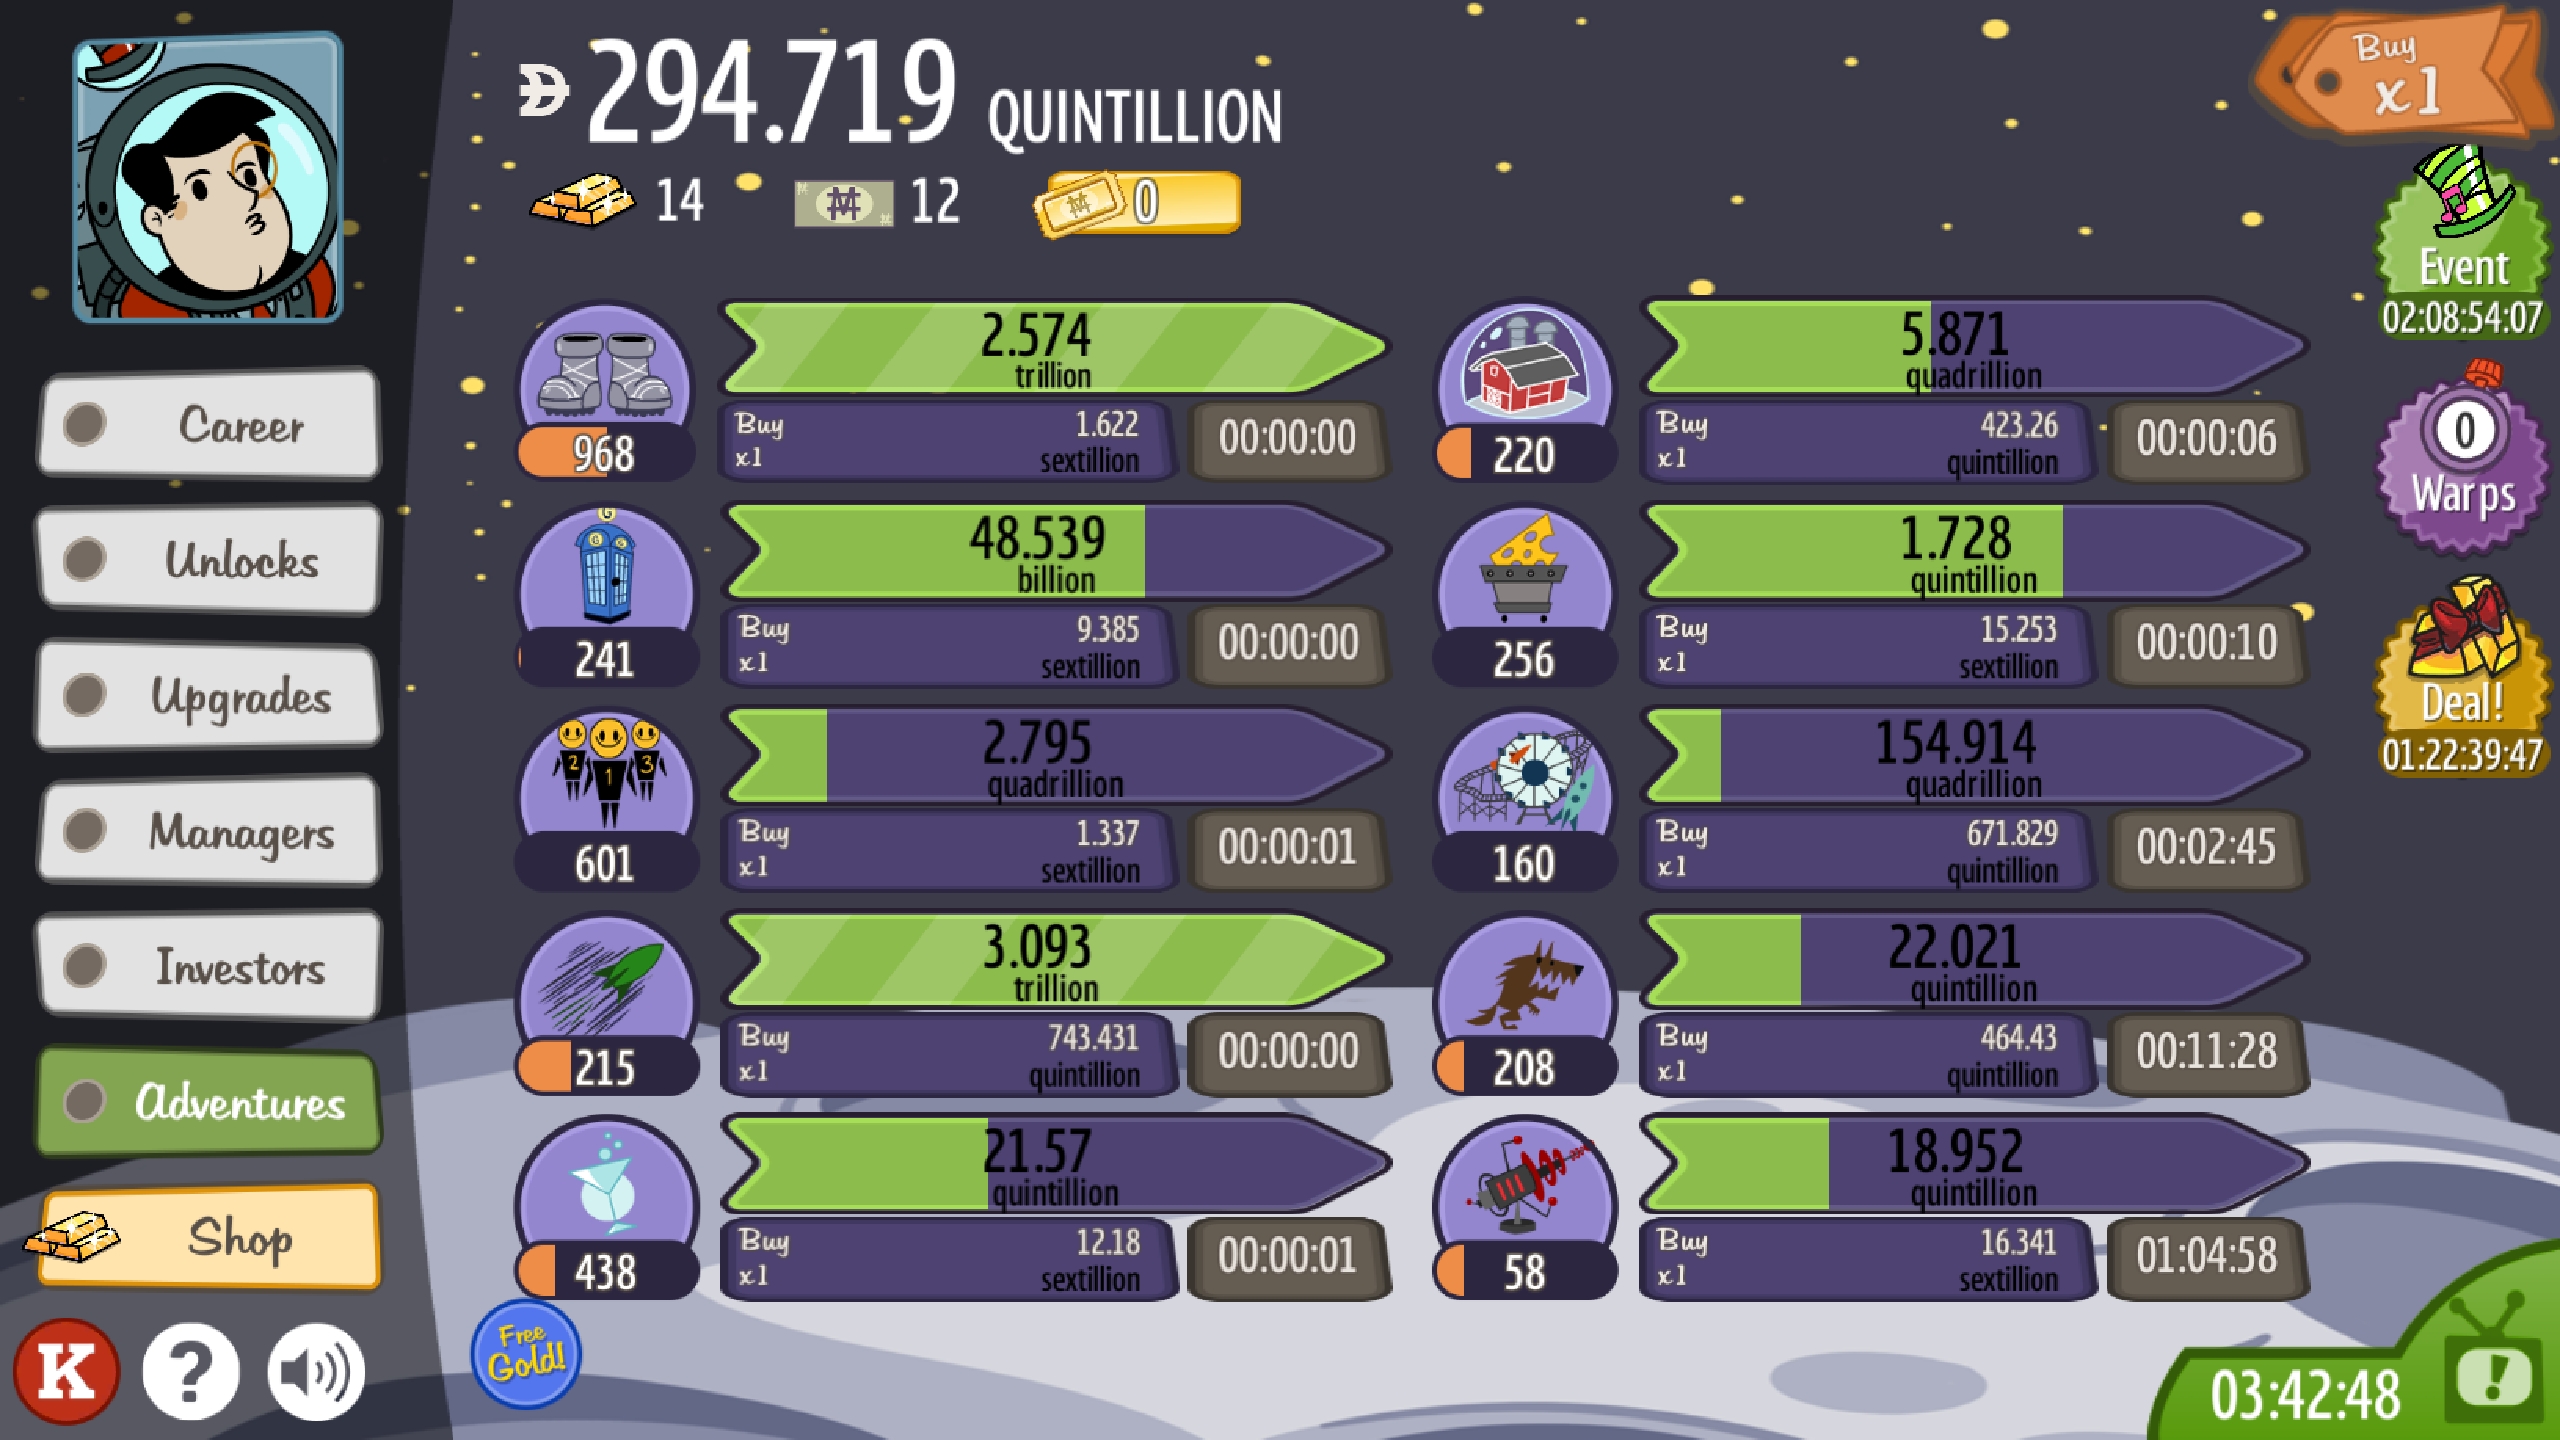 294.719 QUINTILLION
Buy
x1
14
12
0
Event
02:08:54:07
0
Warps
Deal!
01:22:39:47
Career
Unlocks
Upgrades
Managers
Investors
Adventures
Shop
K
?
2.574
trillion
968
Buy
x1
1.622
sextillion
00:00:00
48.539
billion
241
Buy
x1
9.385
sextillion
00:00:00
2
1
3
2.795
quadrillion
601
Buy
x1
1.337
sextillion
00:00:01
3.093
trillion
215
Buy
x1
743.431
quintillion
00:00:00
21.57
quintillion
438
Buy
x1
12.18
sextillion
00:00:01
5.871
quadrillion
220
Buy
x1
423.26
quintillion
00:00:06
1.728
quintillion
256
Buy
x1
15.253
sextillion
00:00:10
154.914
quadrillion
160
Buy
x1
671.829
quintillion
00:02:45
22.021
quintillion
208
Buy
x1
464.43
quintillion
00:11:28
18.952
quintillion
58
Buy
x1
16.341
sextillion
01:04:58
Free
Gold!
03:42:48
!